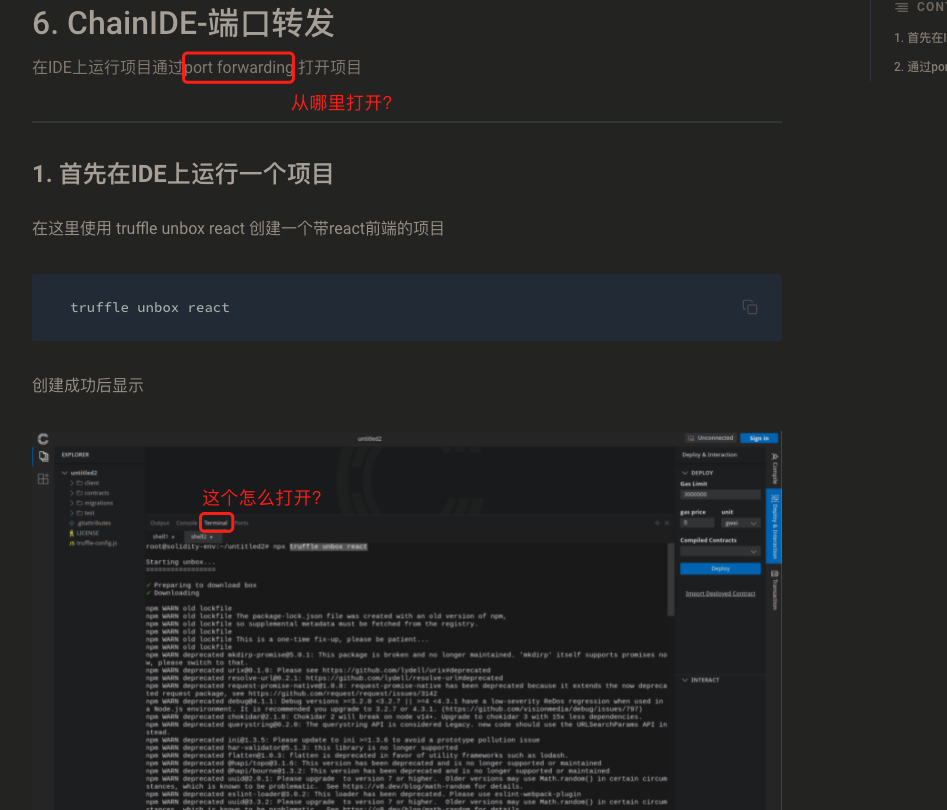 6. ChainIDE-端口转发
CONT
1. 首先在I
在IDE上运行项目通过port forwarding 打开项目
2. 通过por
从哪里打开?
1. 首先在IDE上运行一个项目
在这里使用 truffle unbox react 创建一个带react前端的项目
truffle unbox react
创建成功后显示
untitled2
Unconnected
Sign in
EXPLORER
Deploy & Interaction
untitled2
client
contracts
migrations
test
.gitattributes
LICENSE
truffle-config.js
DEPLOY
Gas Limit
3000000
gas price
unit
0
gwei
Compiled Contracts
Deploy
Import Deployed Contract
INTERACT
Compile
Deploy & Interaction
Transaction
这个怎么打开?
Output Console Terminal Ports
shell1 shell2
root@solidity-env:~/untitled2# npx truffle unbox react
Starting unbox...
=================
✓ Preparing to download box
✓ Downloading
npm WARN old lockfile
npm WARN old lockfile The package-lock.json file was created with an old version of npm,
npm WARN old lockfile so supplemental metadata must be fetched from the registry.
npm WARN old lockfile
npm WARN old lockfile This is a one-time fix-up, please be patient...
npm WARN old lockfile
npm WARN deprecated mkdirp-promise@5.0.1: This package is broken and no longer maintained. 'mkdirp' itself supports promises no
w, please switch to that.
npm WARN deprecated urix@0.1.0: Please see https://github.com/lydell/urix#deprecated
npm WARN deprecated resolve-url@0.2.1: https://github.com/lydell/resolve-url#deprecated
npm WARN deprecated request-promise-native@1.0.8: request-promise-native has been deprecated because it extends the now depreca
ted request package, see https://github.com/request/request/issues/3142
npm WARN deprecated debug@4.1.1: Debug versions >=3.2.0 <3.2.7 || >=4 <4.3.1 have a low-severity ReDos regression when used in
a Node.js environment. It is recommended you upgrade to 3.2.7 or 4.3.1. (https://github.com/visionmedia/debug/issues/797)
npm WARN deprecated chokidar@2.1.8: Chokidar 2 will break on node v14+. Upgrade to chokidar 3 with 15x less dependencies.
npm WARN deprecated querystring@0.2.0: The querystring API is considered Legacy. new code should use the URLSearchParams API in
stead.
npm WARN deprecated ini@1.3.5: Please update to ini >=1.3.6 to avoid a prototype pollution issue
npm WARN deprecated har-validator@5.1.3: this library is no longer supported
npm WARN deprecated flatten@1.0.3: flatten is deprecated in favor of utility frameworks such as lodash.
npm WARN deprecated @hapi/topo@3.1.6: This version has been deprecated and is no longer supported or maintained
npm WARN deprecated @hapi/bourne@1.3.2: This version has been deprecated and is no longer supported or maintained
npm WARN deprecated uuid@2.0.1: Please upgrade to version 7 or higher. Older versions may use Math.random() in certain circum
stances, which is known to be problematic. See https://v8.dev/blog/math-random for details.
npm WARN deprecated eslint-loader@3.0.2: This loader has been deprecated. Please use eslint-webpack-plugin
npm WARN deprecated uuid@3.3.2: Please upgrade to version 7 or higher. Older versions may use Math.random() in certain circum
stances, which is known to be problematic. See https://v8.dev/blog/math-random for details.